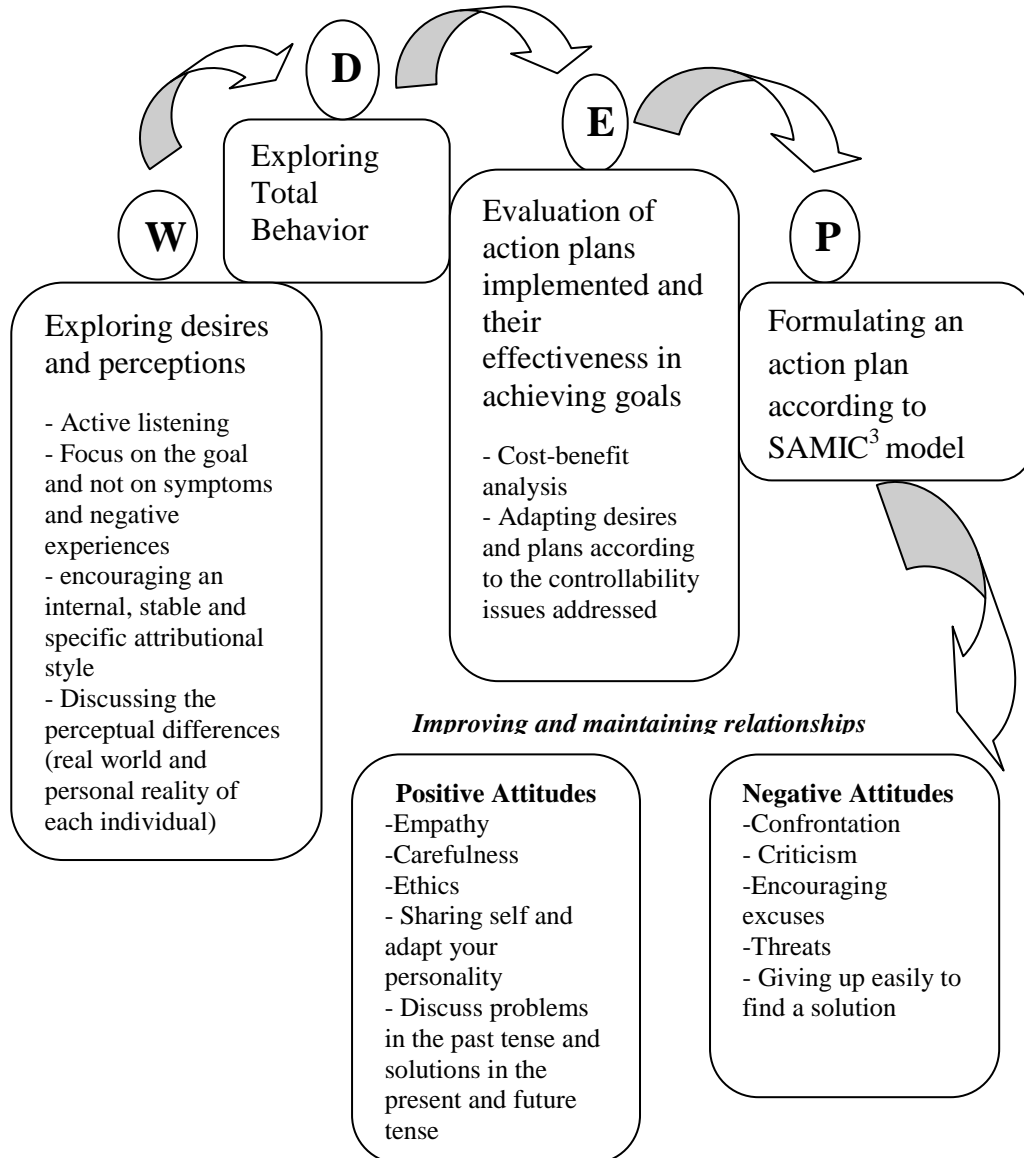 W
Exploring desires
and perceptions
- Active listening
- Focus on the goal
and not on symptoms
and negative
experiences
- encouraging an
internal, stable and
specific attributional
style
- Discussing the
perceptual differences
(real world and
personal reality of
each individual)
D
Exploring
Total
Behavior
E
Evaluation of
action plans
implemented and
their
effectiveness in
achieving goals
- Cost-benefit
analysis
- Adapting desires
and plans according
to the controllability
issues addressed
P
Formulating an
action plan
according to
SAMIC³ model
Improving and maintaining relationships
Positive Attitudes
-Empathy
-Carefulness
-Ethics
- Sharing self and
adapt your
personality
- Discuss problems
in the past tense and
solutions in the
present and future
tense
Negative Attitudes
-Confrontation
- Criticism
-Encouraging
excuses
-Threats
- Giving up easily to
find a solution